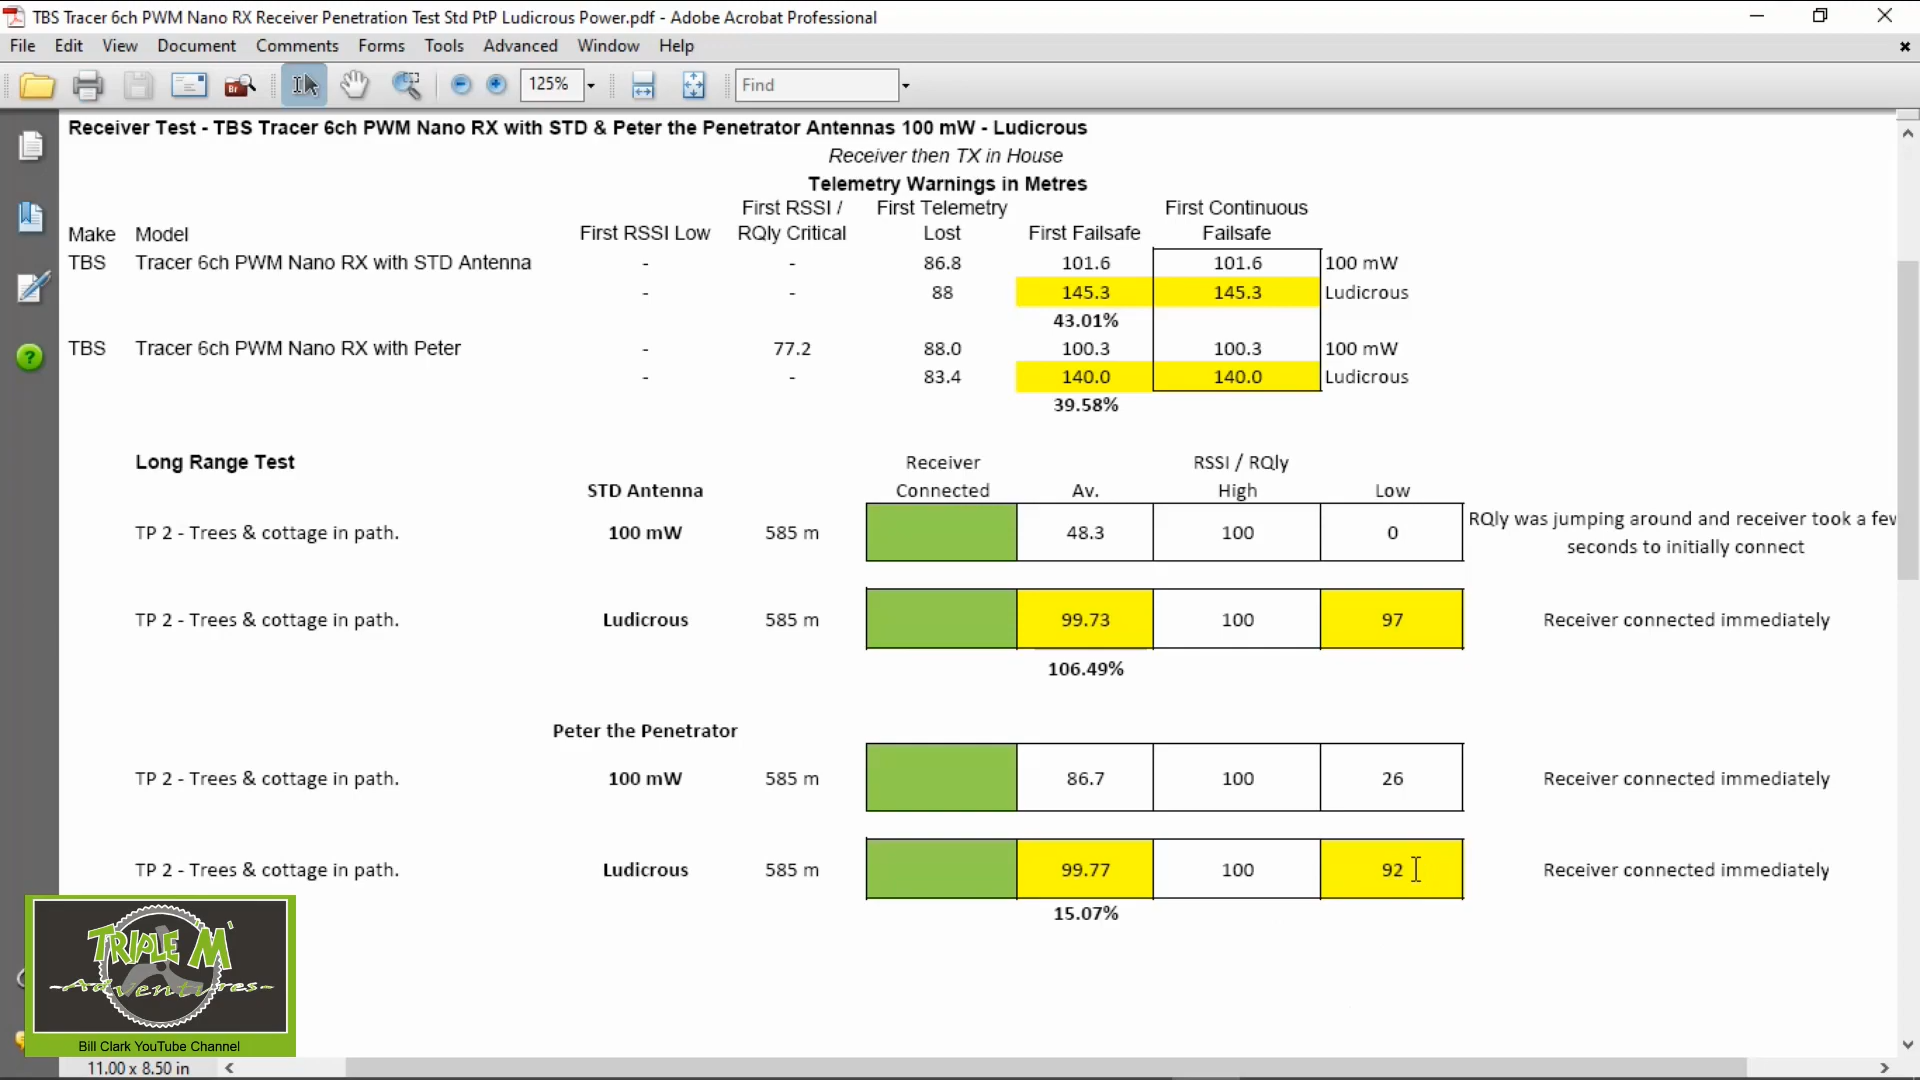 TBS Tracer 6ch PWM Nano RX Receiver Penetration Test Std PtP Ludicrous Power.pdf - Adobe Acrobat Professional
File Edit View Document Comments Forms Tools Advanced Window Help
125% Find
Receiver Test - TBS Tracer 6ch PWM Nano RX with STD & Peter the Penetrator Antennas 100 mW - Ludicrous
Receiver then TX in House
Telemetry Warnings in Metres
First RSSI / First Telemetry First Continuous
Make Model First RSSI Low RQly Critical Lost First Failsafe Failsafe
TBS Tracer 6ch PWM Nano RX with STD Antenna - - 86.8 101.6 101.6 100 mW
- - 88 145.3 145.3 Ludicrous
43.01%
TBS Tracer 6ch PWM Nano RX with Peter - 77.2 88.0 100.3 100.3 100 mW
- - 83.4 140.0 140.0 Ludicrous
39.58%
Long Range Test Receiver RSSI / RQly
STD Antenna Connected Av. High Low
TP 2 - Trees & cottage in path. 100 mW 585 m 48.3 100 0 RQly was jumping around and receiver took a few
seconds to initially connect
TP 2 - Trees & cottage in path. Ludicrous 585 m 99.73 100 97 Receiver connected immediately
106.49%
Peter the Penetrator
TP 2 - Trees & cottage in path. 100 mW 585 m 86.7 100 26 Receiver connected immediately
TP 2 - Trees & cottage in path. Ludicrous 585 m 99.77 100 92 Receiver connected immediately
15.07%
TRIPLE M
-Adventures-
Bill Clark YouTube Channel
11.00 x 8.50 in